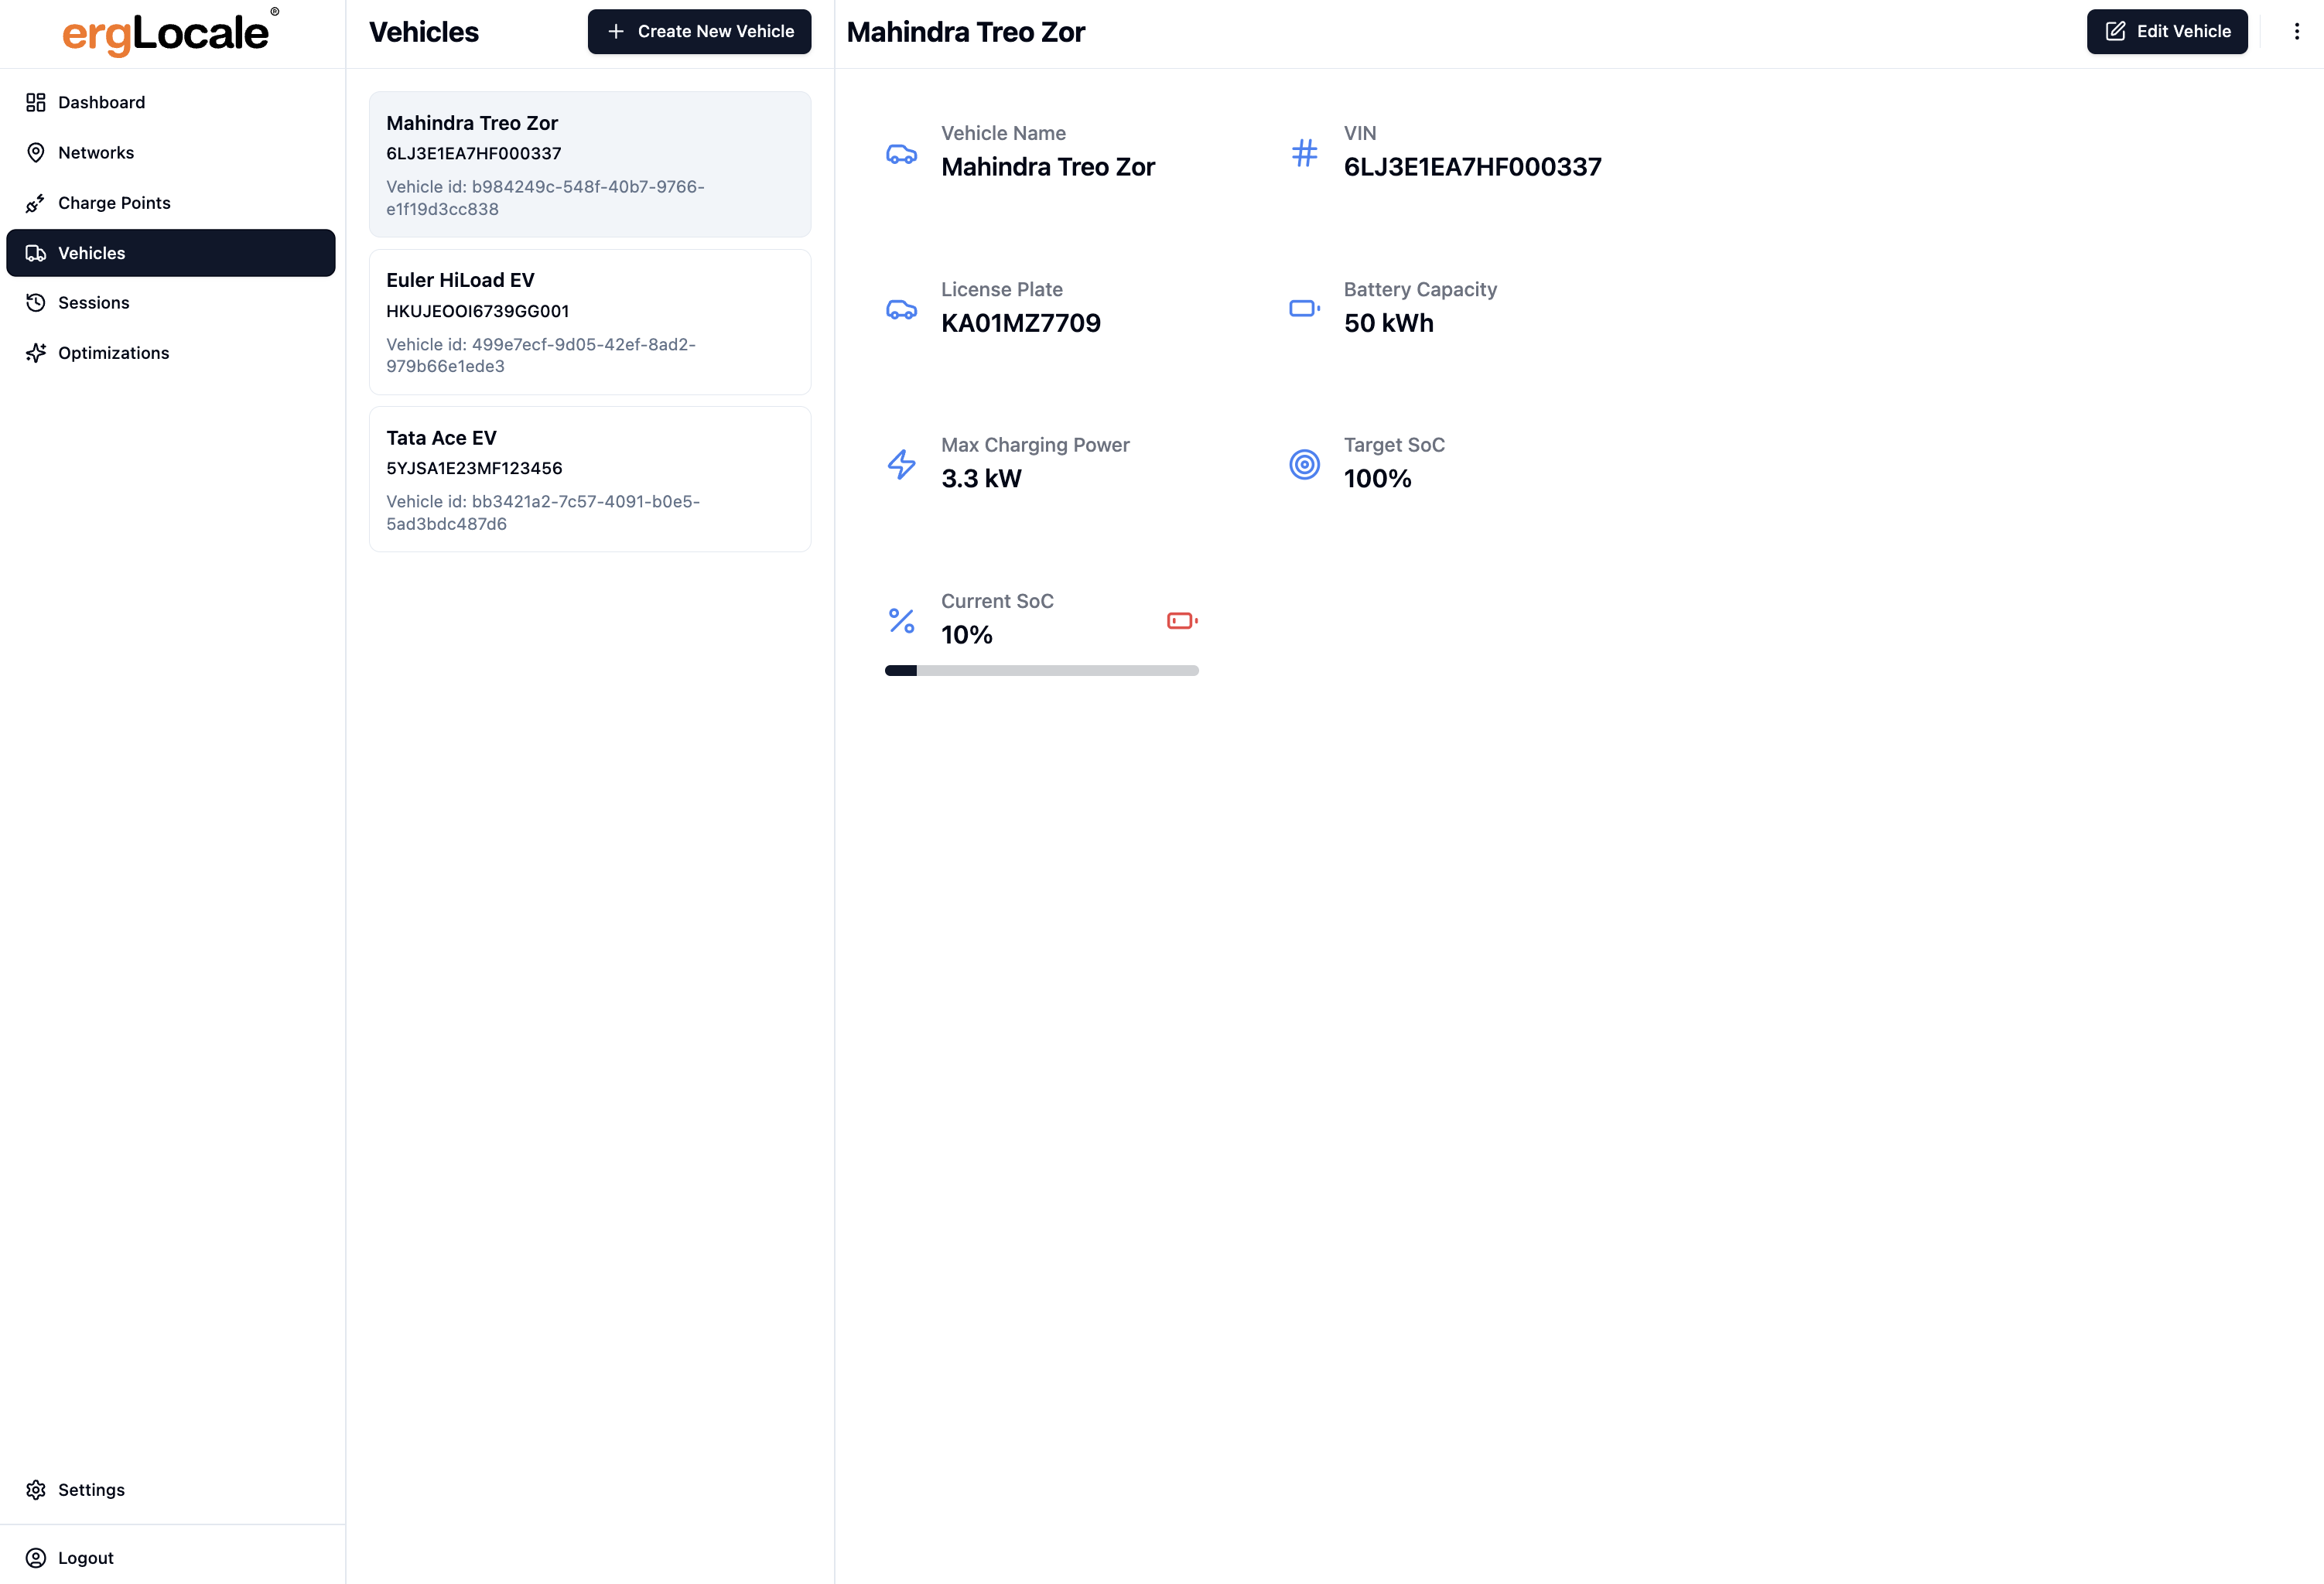 ergLocale®
Dashboard
Networks
Charge Points
Vehicles
Sessions
Optimizations
Settings
Logout
Vehicles
Create New Vehicle
Mahindra Treo Zor
6LJ3E1EA7HF000337
Vehicle id: b984249c-548f-40b7-9766-
e1f19d3cc838
Euler HiLoad EV
HKUJEOOI6739GG001
Vehicle id: 499e7ecf-9d05-42ef-8ad2-
979b66e1ede3
Tata Ace EV
5YJSA1E23MF123456
Vehicle id: bb3421a2-7c57-4091-b0e5-
5ad3bdc487d6
Mahindra Treo Zor
Edit Vehicle
Vehicle Name
Mahindra Treo Zor
VIN
6LJ3E1EA7HF000337
License Plate
KA01MZ7709
Battery Capacity
50 kWh
Max Charging Power
3.3 kW
Target SoC
100%
Current SoC
10%